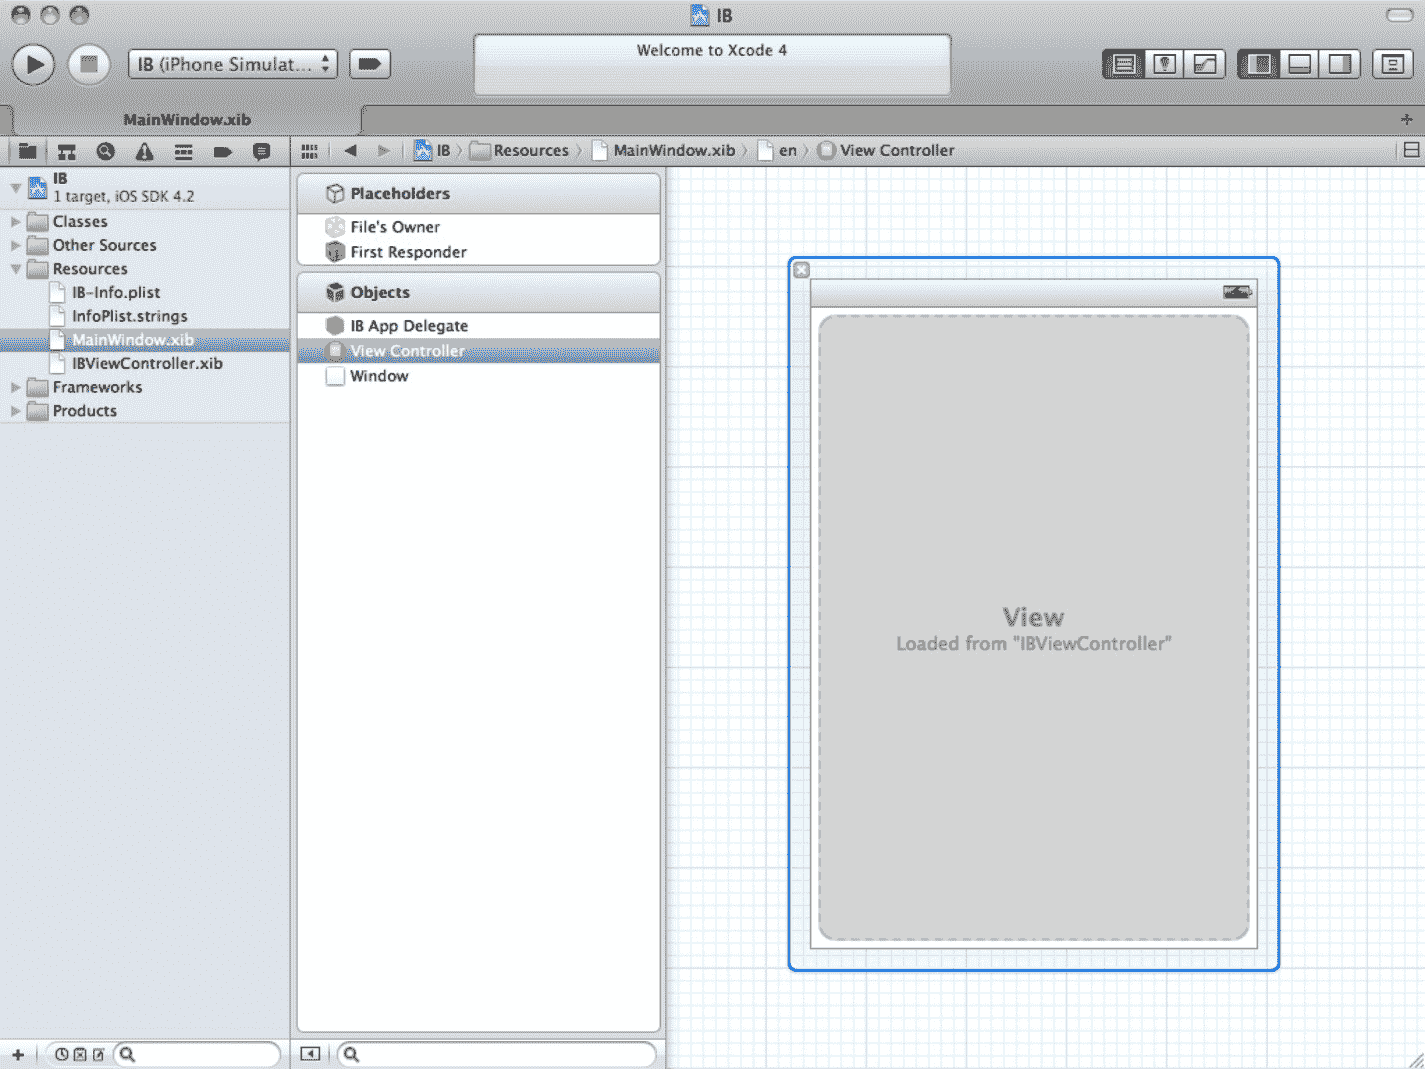 IB
IB (iPhone Simulat...
Welcome to Xcode 4
MainWindow.xib
IB
Resources
MainWindow.xib
en
View Controller
IB
1 target, iOS SDK 4.2
Classes
Other Sources
Resources
IB-Info.plist
InfoPlist.strings
MainWindow.xib
IBViewController.xib
Frameworks
Products
Placeholders
File's Owner
First Responder
Objects
IB App Delegate
View Controller
Window
View
Loaded from "IBViewController"